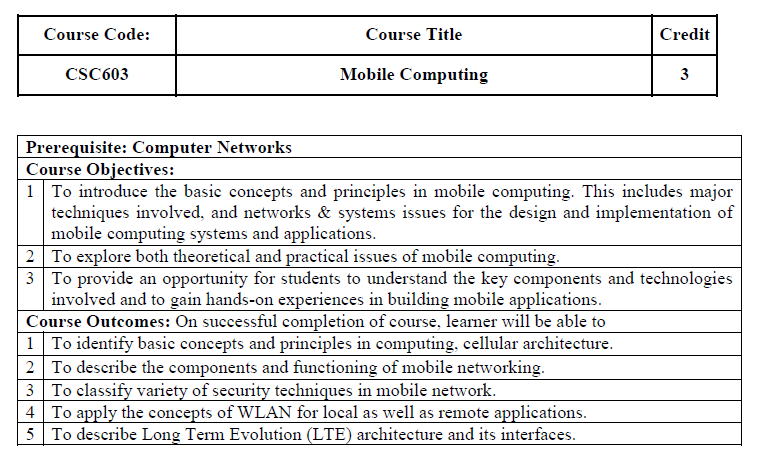 Course Code: Course Title Credit
CSC603 Mobile Computing 3
Prerequisite: Computer Networks
Course Objectives:
1 To introduce the basic concepts and principles in mobile computing. This includes major
techniques involved, and networks & systems issues for the design and implementation of
mobile computing systems and applications.
2 To explore both theoretical and practical issues of mobile computing.
3 To provide an opportunity for students to understand the key components and technologies
involved and to gain hands-on experiences in building mobile applications.
Course Outcomes: On successful completion of course, learner will be able to
1 To identify basic concepts and principles in computing, cellular architecture.
2 To describe the components and functioning of mobile networking.
3 To classify variety of security techniques in mobile network.
4 To apply the concepts of WLAN for local as well as remote applications.
5 To describe Long Term Evolution (LTE) architecture and its interfaces.